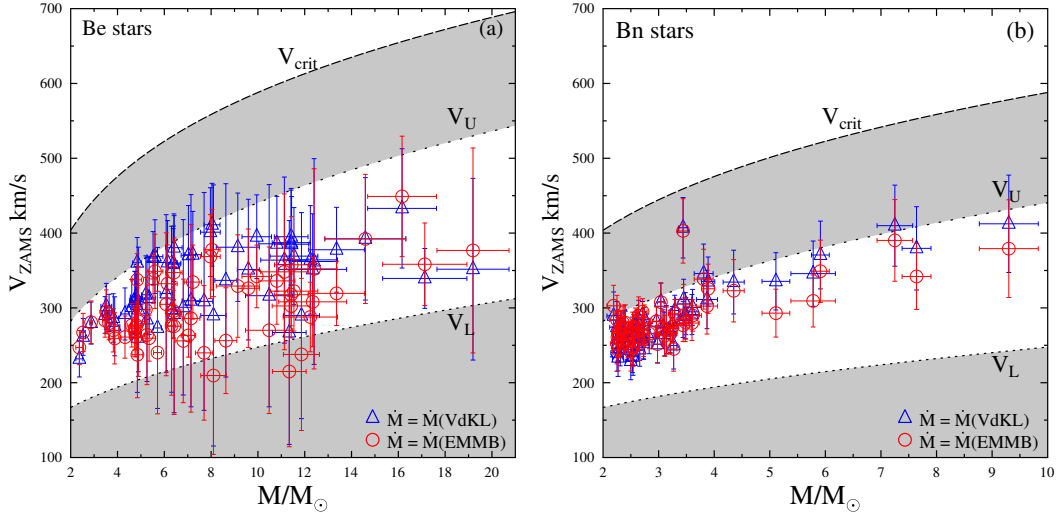 Be stars
(a)
V_crit
V_U
V_L
Ṁ = Ṁ(VdKL)
Ṁ = Ṁ(EMMB)
V_ZAMS km/s
700
600
500
400
300
200
100
2 4 6 8 10 12 14 16 18 20
M/M_⊙
Bn stars
(b)
V_crit
V_U
V_L
Ṁ = Ṁ(VdKL)
Ṁ = Ṁ(EMMB)
V_ZAMS km/s
700
600
500
400
300
200
100
2 3 4 5 6 7 8 9 10
M/M_⊙